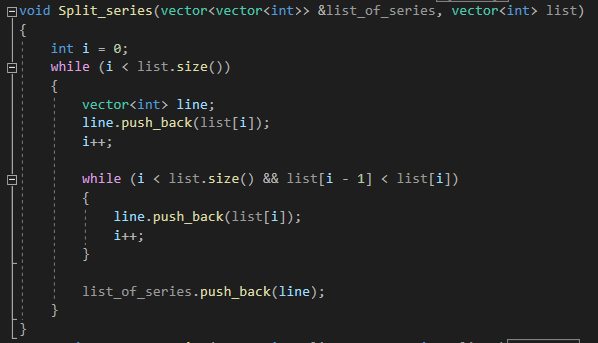 void Split_series(vector<vector<int>> &list_of_series, vector<int> list)
{
    int i = 0;
    while (i < list.size())
    {
        vector<int> line;
        line.push_back(list[i]);
        i++;

        while (i < list.size() && list[i - 1] < list[i])
        {
            line.push_back(list[i]);
            i++;
        }

        list_of_series.push_back(line);
    }
}